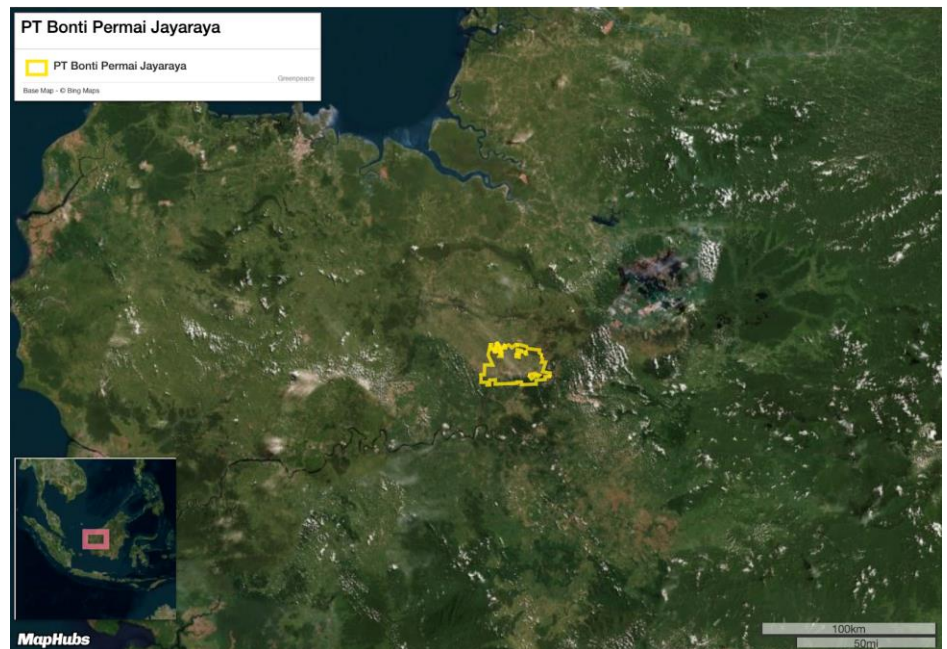 PT Bonti Permai Jayaraya
PT Bonti Permai Jayaraya
Greenpeace
Base Map - © Bing Maps
MapHubs
100km
50mi